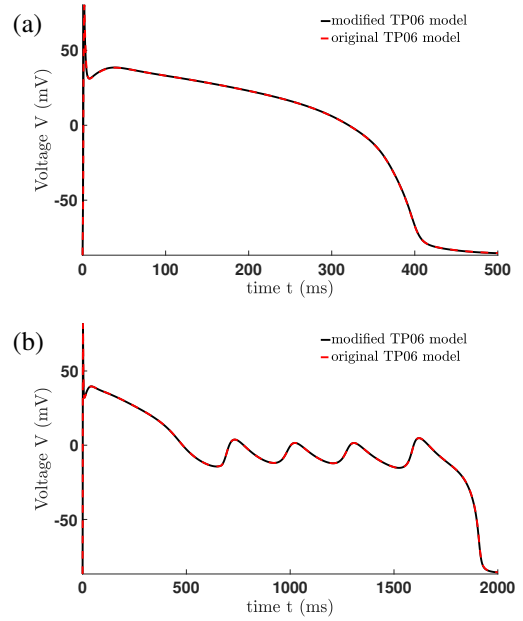 (a)
modified TP06 model
original TP06 model
Voltage V (mV)
50
0
-50
0
100
200
300
400
500
time t (ms)
(b)
modified TP06 model
original TP06 model
Voltage V (mV)
50
0
-50
0
500
1000
1500
2000
time t (ms)